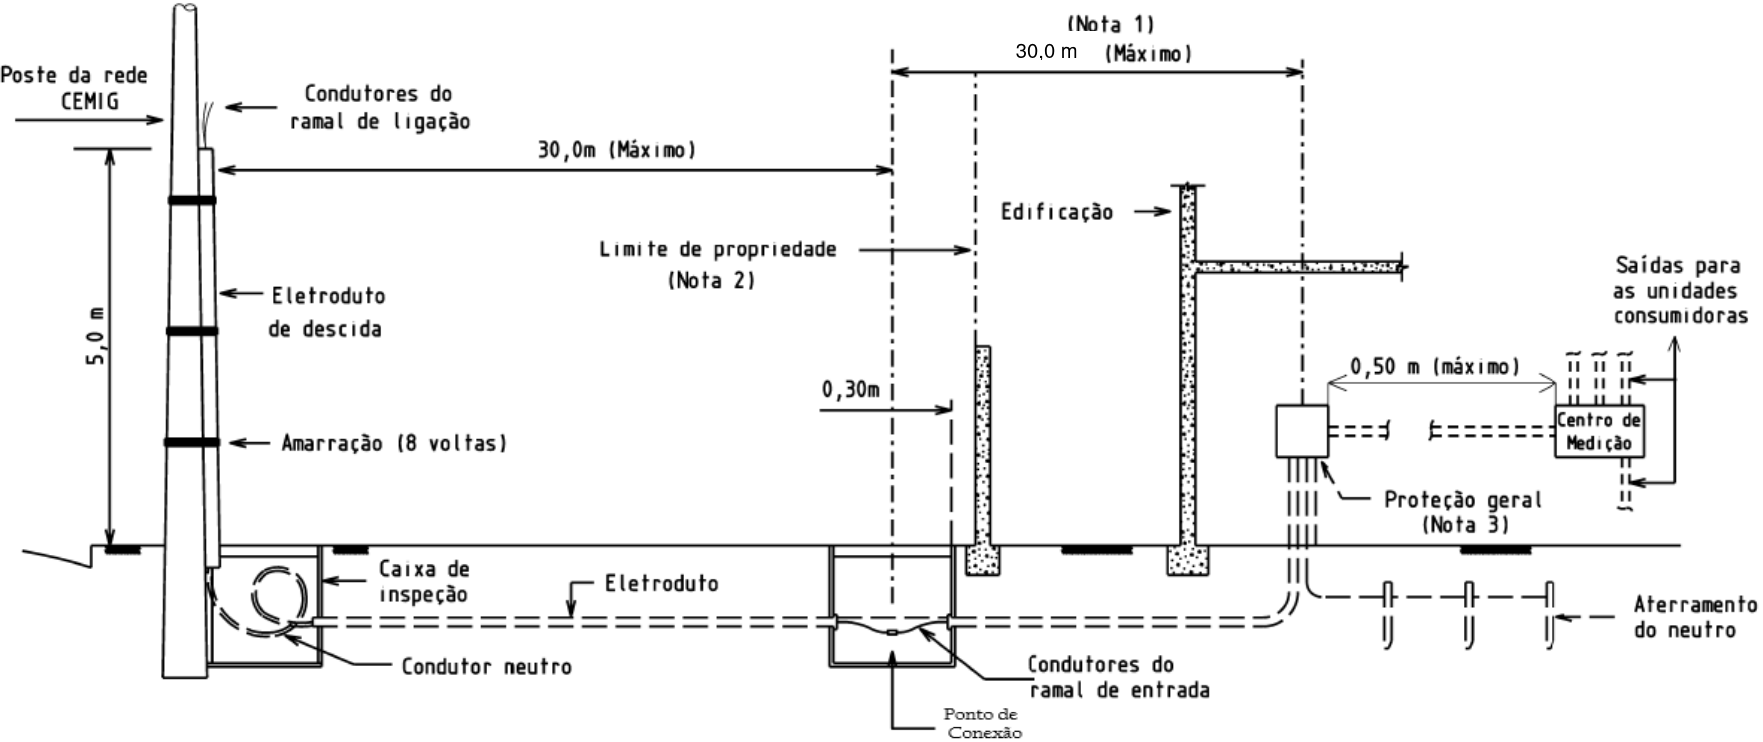 (Nota 1)
30,0 m (Máximo)
Poste da rede
CEMIG
Condutores do
ramal de ligação
30,0m (Máximo)
Edificação
Limite de propriedade
(Nota 2)
Saídas para
as unidades
consumidoras
Eletroduto
de descida
5,0 m
0,50 m (máximo)
0,30m
Centro de
Medição
Amarração (8 voltas)
Proteção geral
(Nota 3)
Caixa de
inspeção
Eletroduto
Aterramento
do neutro
Condutor neutro
Condutores do
ramal de entrada
Ponto de
Conexão